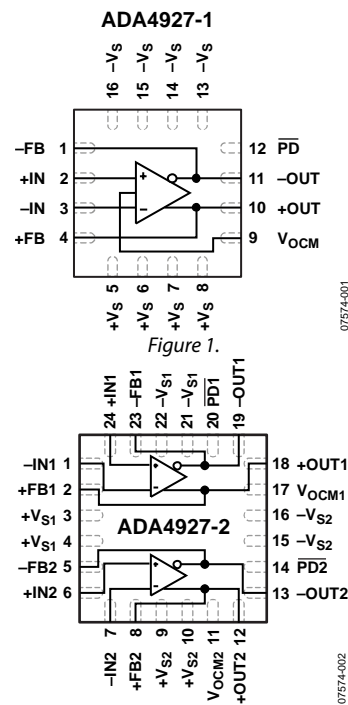 ADA4927-1
16 –VS
15 –VS
14 –VS
13 –VS
–FB 1
+IN 2
–IN 3
+FB 4
12 PD
11 –OUT
10 +OUT
9 VOCM
+
–
+VS 5
+VS 6
+VS 7
+VS 8
07574-001
Figure 1.
24 +IN1
23 –FB1
22 –VS1
21 –VS1
20 PD1
19 –OUT1
–IN1 1
+FB1 2
+VS1 3
+VS1 4
–FB2 5
+IN2 6
+
–
ADA4927-2
+
–
18 +OUT1
17 VOCM1
16 –VS2
15 –VS2
14 PD2
13 –OUT2
–IN2 7
+FB2 8
+VS2 9
+VS2 10
VOCM2 11
+OUT2 12
07574-002